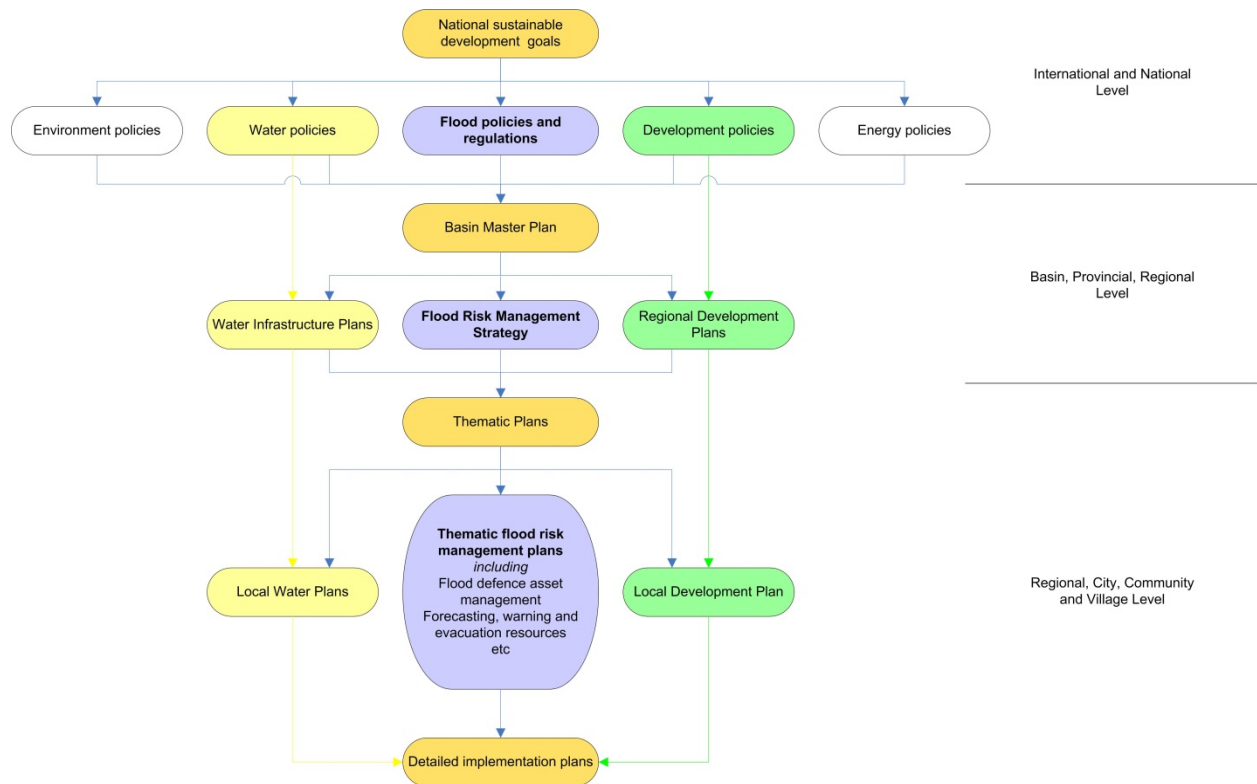 National sustainable
development goals
International and National
Level
Environment policies
Water policies
Flood policies and
regulations
Development policies
Energy policies
Basin Master Plan
Basin, Provincial, Regional
Level
Water Infrastructure Plans
Flood Risk Management
Strategy
Regional Development
Plans
Thematic Plans
Thematic flood risk
management plans
including
Flood defence asset
management
Forecasting, warning and
evacuation resources
etc
Local Water Plans
Local Development Plan
Regional, City, Community
and Village Level
Detailed implementation plans